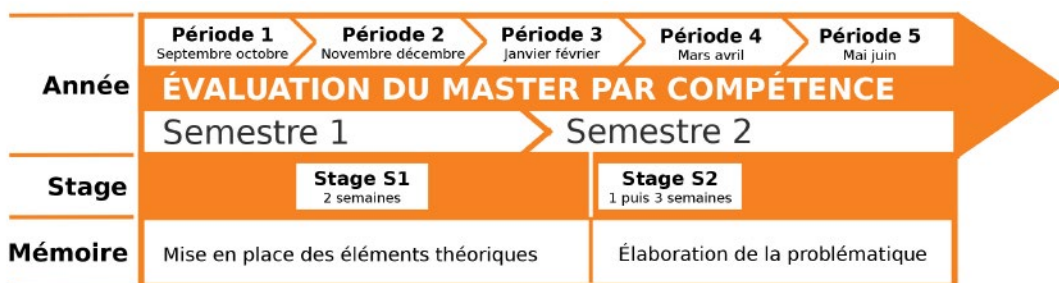 Période 1
Septembre octobre
Période 2
Novembre décembre
Période 3
Janvier février
Période 4
Mars avril
Période 5
Mai juin
Année
ÉVALUATION DU MASTER PAR COMPÉTENCE
Semestre 1
Semestre 2
Stage
Stage S1
2 semaines
Stage S2
1 puis 3 semaines
Mémoire
Mise en place des éléments théoriques
Élaboration de la problématique